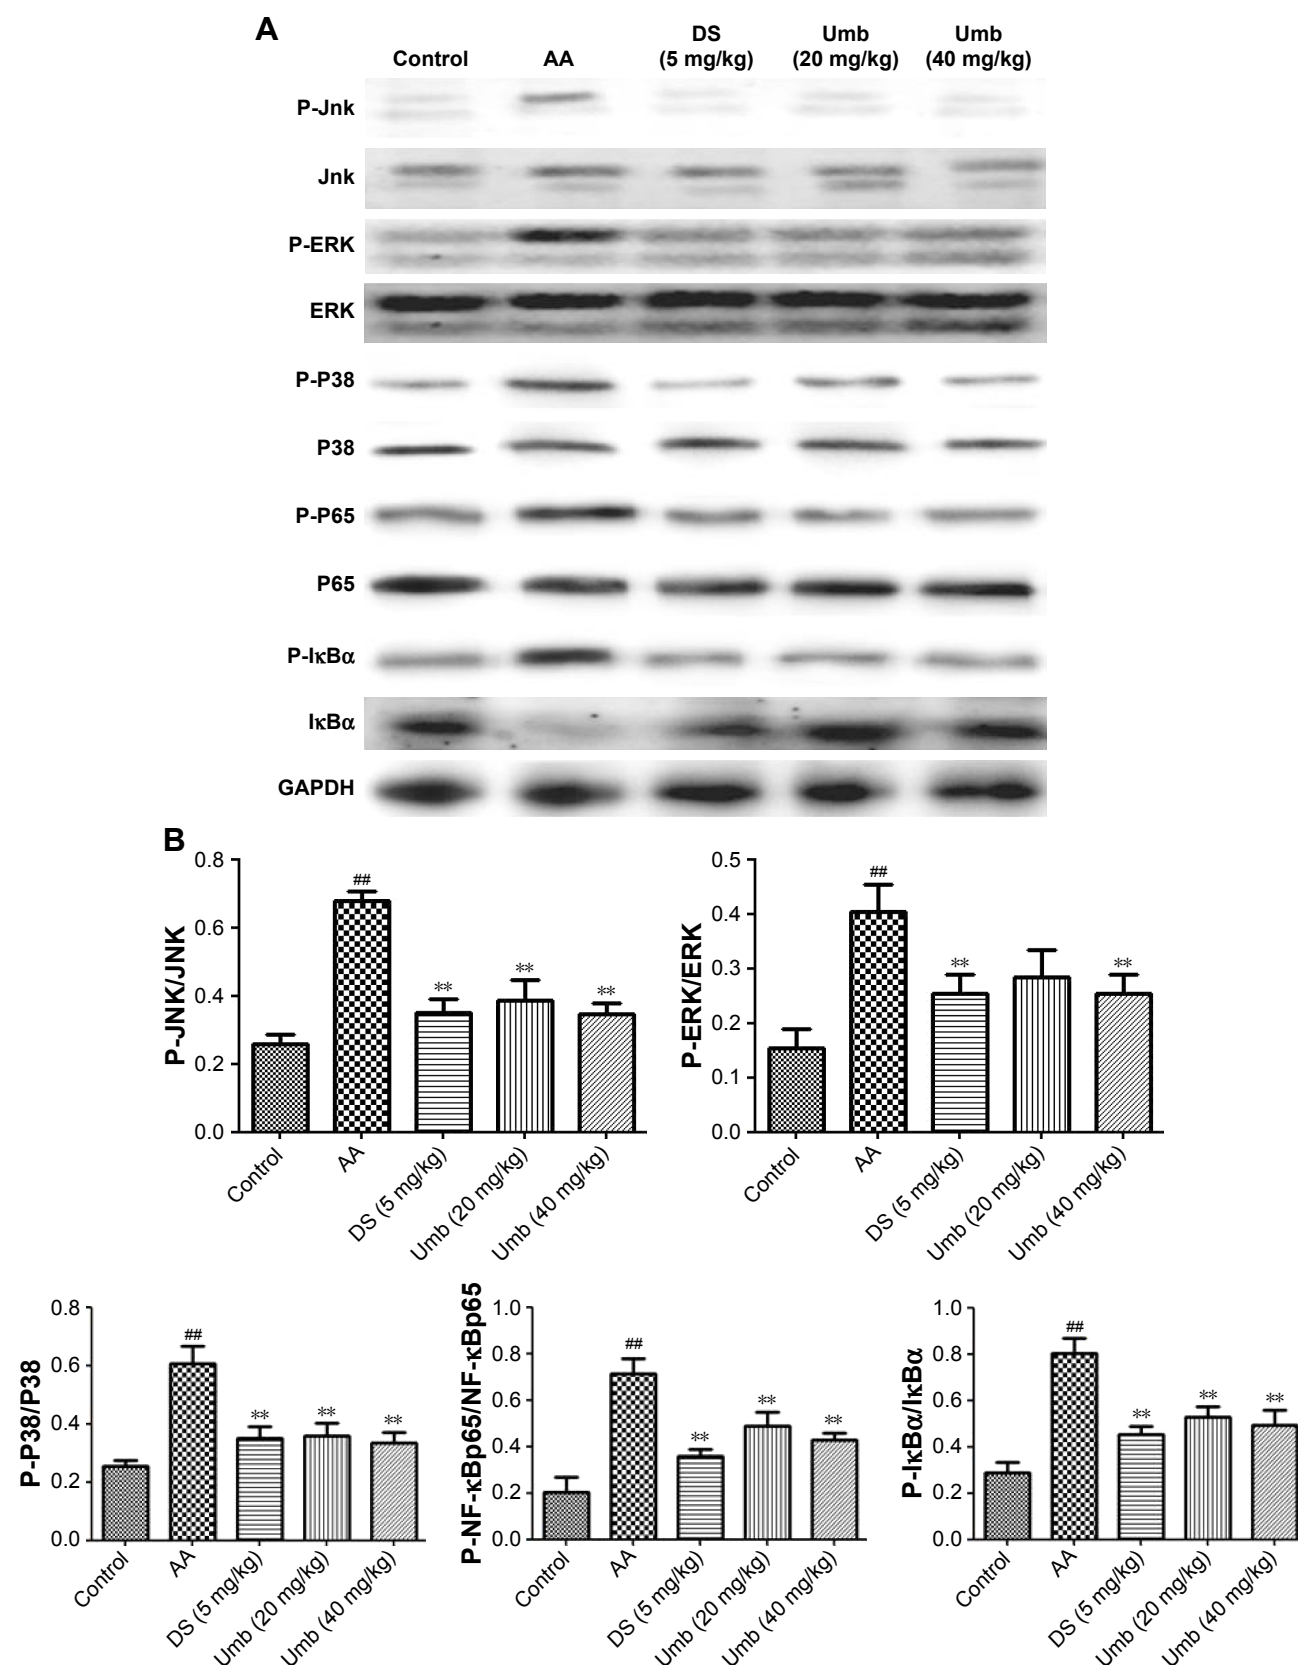 A
Control AA DS (5 mg/kg) Umb (20 mg/kg) Umb (40 mg/kg)
P-Jnk
Jnk
P-ERK
ERK
P-P38
P38
P-P65
P65
P-IκBα
IκBα
GAPDH
B
P-JNK/JNK
0.8
0.6
0.4
0.2
0.0
##
**
**
**
Control
AA
DS (5 mg/kg)
Umb (20 mg/kg)
Umb (40 mg/kg)
P-ERK/ERK
0.5
0.4
0.3
0.2
0.1
0.0
##
**
**
Control
AA
DS (5 mg/kg)
Umb (20 mg/kg)
Umb (40 mg/kg)
P-P38/P38
0.8
0.6
0.4
0.2
0.0
##
**
**
**
Control
AA
DS (5 mg/kg)
Umb (20 mg/kg)
Umb (40 mg/kg)
P-NF-κBp65/NF-κBp65
1.0
0.8
0.6
0.4
0.2
0.0
##
**
**
**
Control
AA
DS (5 mg/kg)
Umb (20 mg/kg)
Umb (40 mg/kg)
P-IκBα/IκBα
1.0
0.8
0.6
0.4
0.2
0.0
##
**
**
**
Control
AA
DS (5 mg/kg)
Umb (20 mg/kg)
Umb (40 mg/kg)